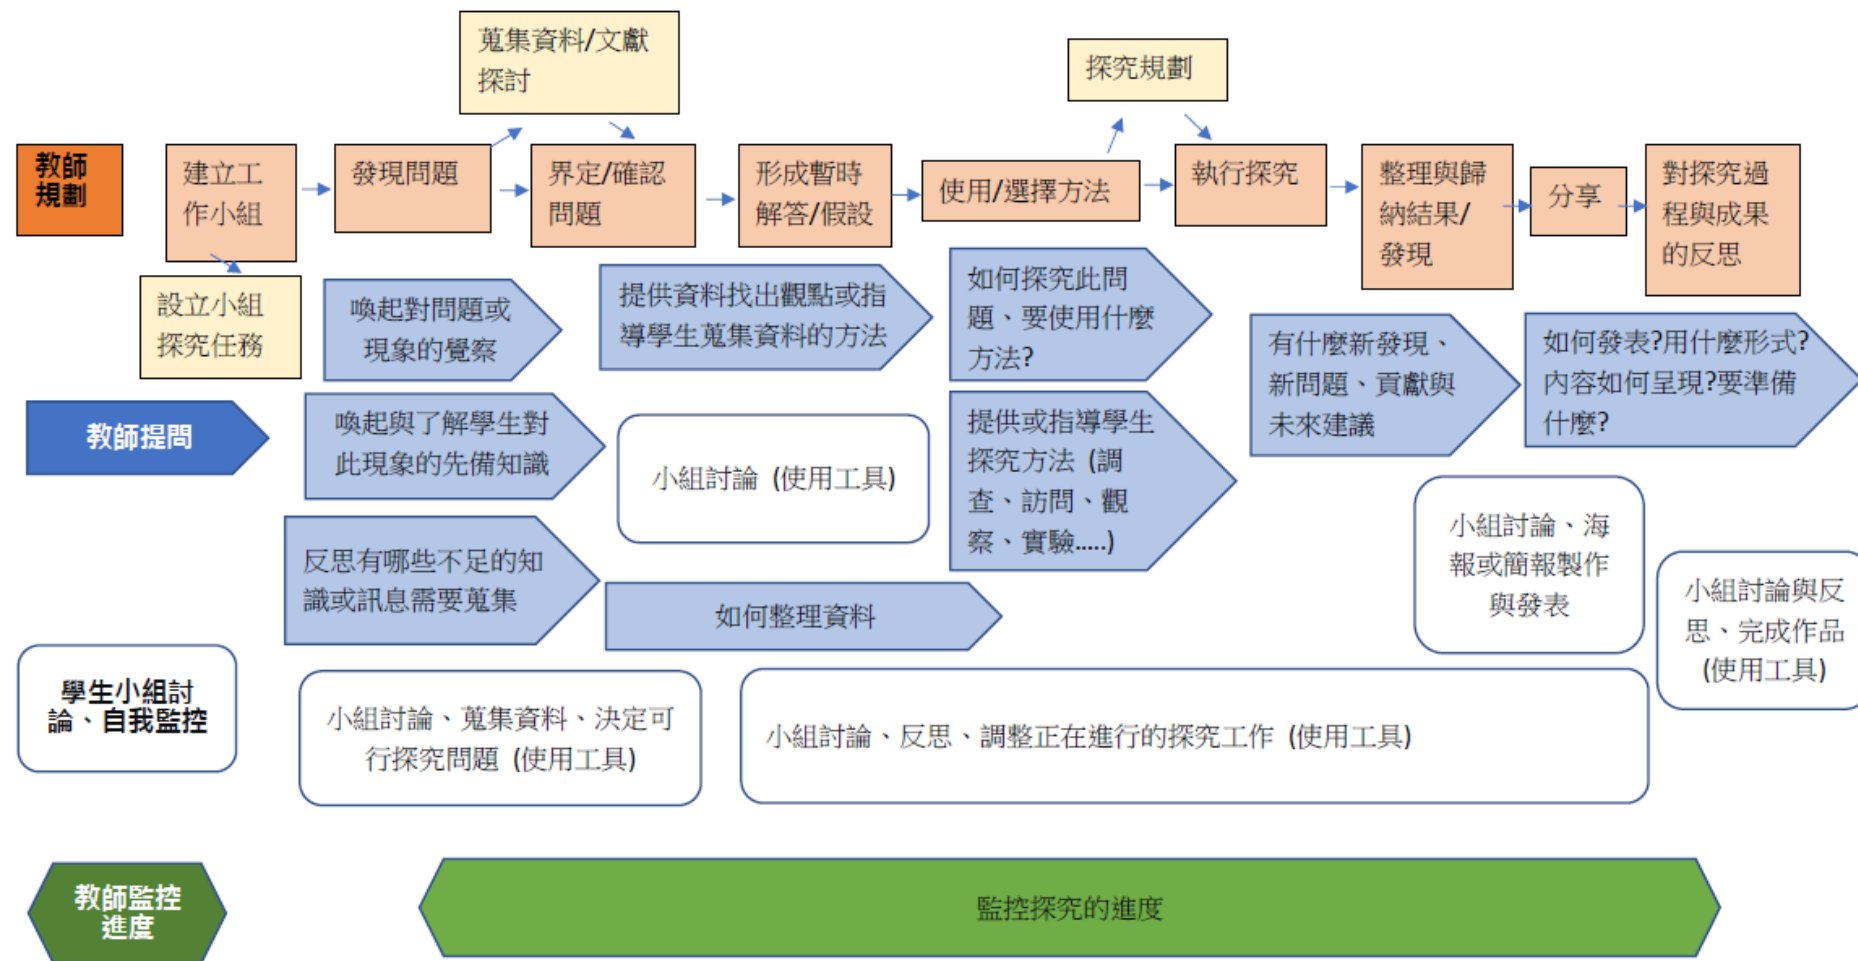 蒐集資料/文獻
探討
探究規劃
教師
規劃
建立工
作小組
發現問題
界定/確認
問題
形成暫時
解答/假設
使用/選擇方法
執行探究
整理與歸
納結果/
發現
分享
對探究過
程與成果
的反思
設立小組
探究任務
喚起對問題或
現象的覺察
提供資料找出觀點或指
導學生蒐集資料的方法
如何探究此問
題、要使用什麼
方法?
有什麼新發現、
新問題、貢獻與
未來建議
如何發表?用什麼形式?
內容如何呈現?要準備
什麼?
教師提問
喚起與了解學生對
此現象的先備知識
小組討論 (使用工具)
提供或指導學生
探究方法 (調
查、訪問、觀
察、實驗.....)
反思有哪些不足的知
識或訊息需要蒐集
如何整理資料
小組討論、海
報或簡報製作
與發表
小組討論與反
思、完成作品
(使用工具)
學生小組討
論、自我監控
小組討論、蒐集資料、決定可
行探究問題 (使用工具)
小組討論、反思、調整正在進行的探究工作 (使用工具)
教師監控
進度
監控探究的進度